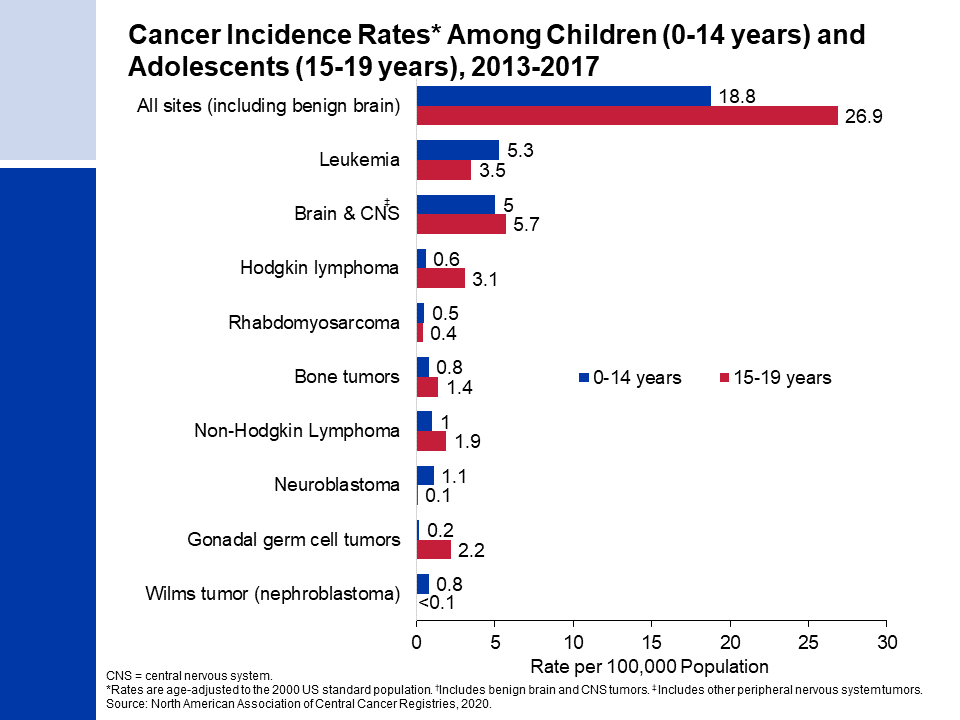 Cancer Incidence Rates* Among Children (0-14 years) and
Adolescents (15-19 years), 2013-2017
All sites (including benign brain)
18.8
26.9
Leukemia
5.3
3.5
Brain & CNS‡
5
5.7
Hodgkin lymphoma
0.6
3.1
Rhabdomyosarcoma
0.5
0.4
Bone tumors
0.8
1.4
0-14 years 15-19 years
Non-Hodgkin Lymphoma
1
1.9
Neuroblastoma
1.1
0.1
Gonadal germ cell tumors
0.2
2.2
Wilms tumor (nephroblastoma)
0.8
<0.1
0 5 10 15 20 25 30
Rate per 100,000 Population
CNS = central nervous system.
*Rates are age-adjusted to the 2000 US standard population. †Includes benign brain and CNS tumors. ‡Includes other peripheral nervous system tumors.
Source: North American Association of Central Cancer Registries, 2020.